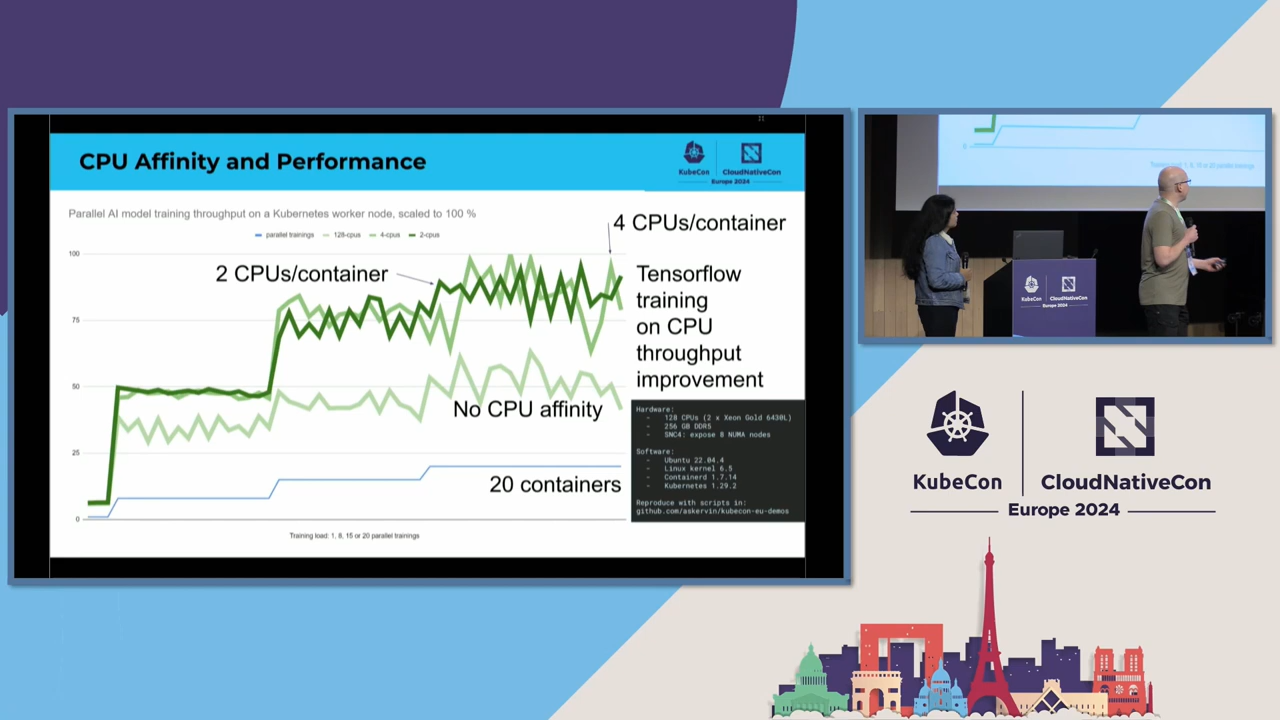 CPU Affinity and Performance
KubeCon
CloudNativeCon
Europe 2024
Parallel AI model training throughput on a Kubernetes worker node, scaled to 100 %
parallel trainings
128-cpus
4-cpus
2-cpus
100
75
50
25
0
4 CPUs/container
2 CPUs/container
No CPU affinity
20 containers
Training load: 1, 8, 15 or 20 parallel trainings
Tensorflow
training
on CPU
throughput
improvement
Hardware:
- 128 CPUs (2 x Xeon Gold 6430L)
- 256 GB DDR5
- SNC4: expose 8 NUMA nodes
Software:
- Ubuntu 22.04.4
- Linux kernel 6.5
- Containerd 1.7.14
- Kubernetes 1.29.2
Reproduce with scripts in:
github.com/askervin/kubecon-eu-demos
KubeCon
CloudNativeCon
Europe 2024
KubeCon
CloudNativeCon
Europe 2024